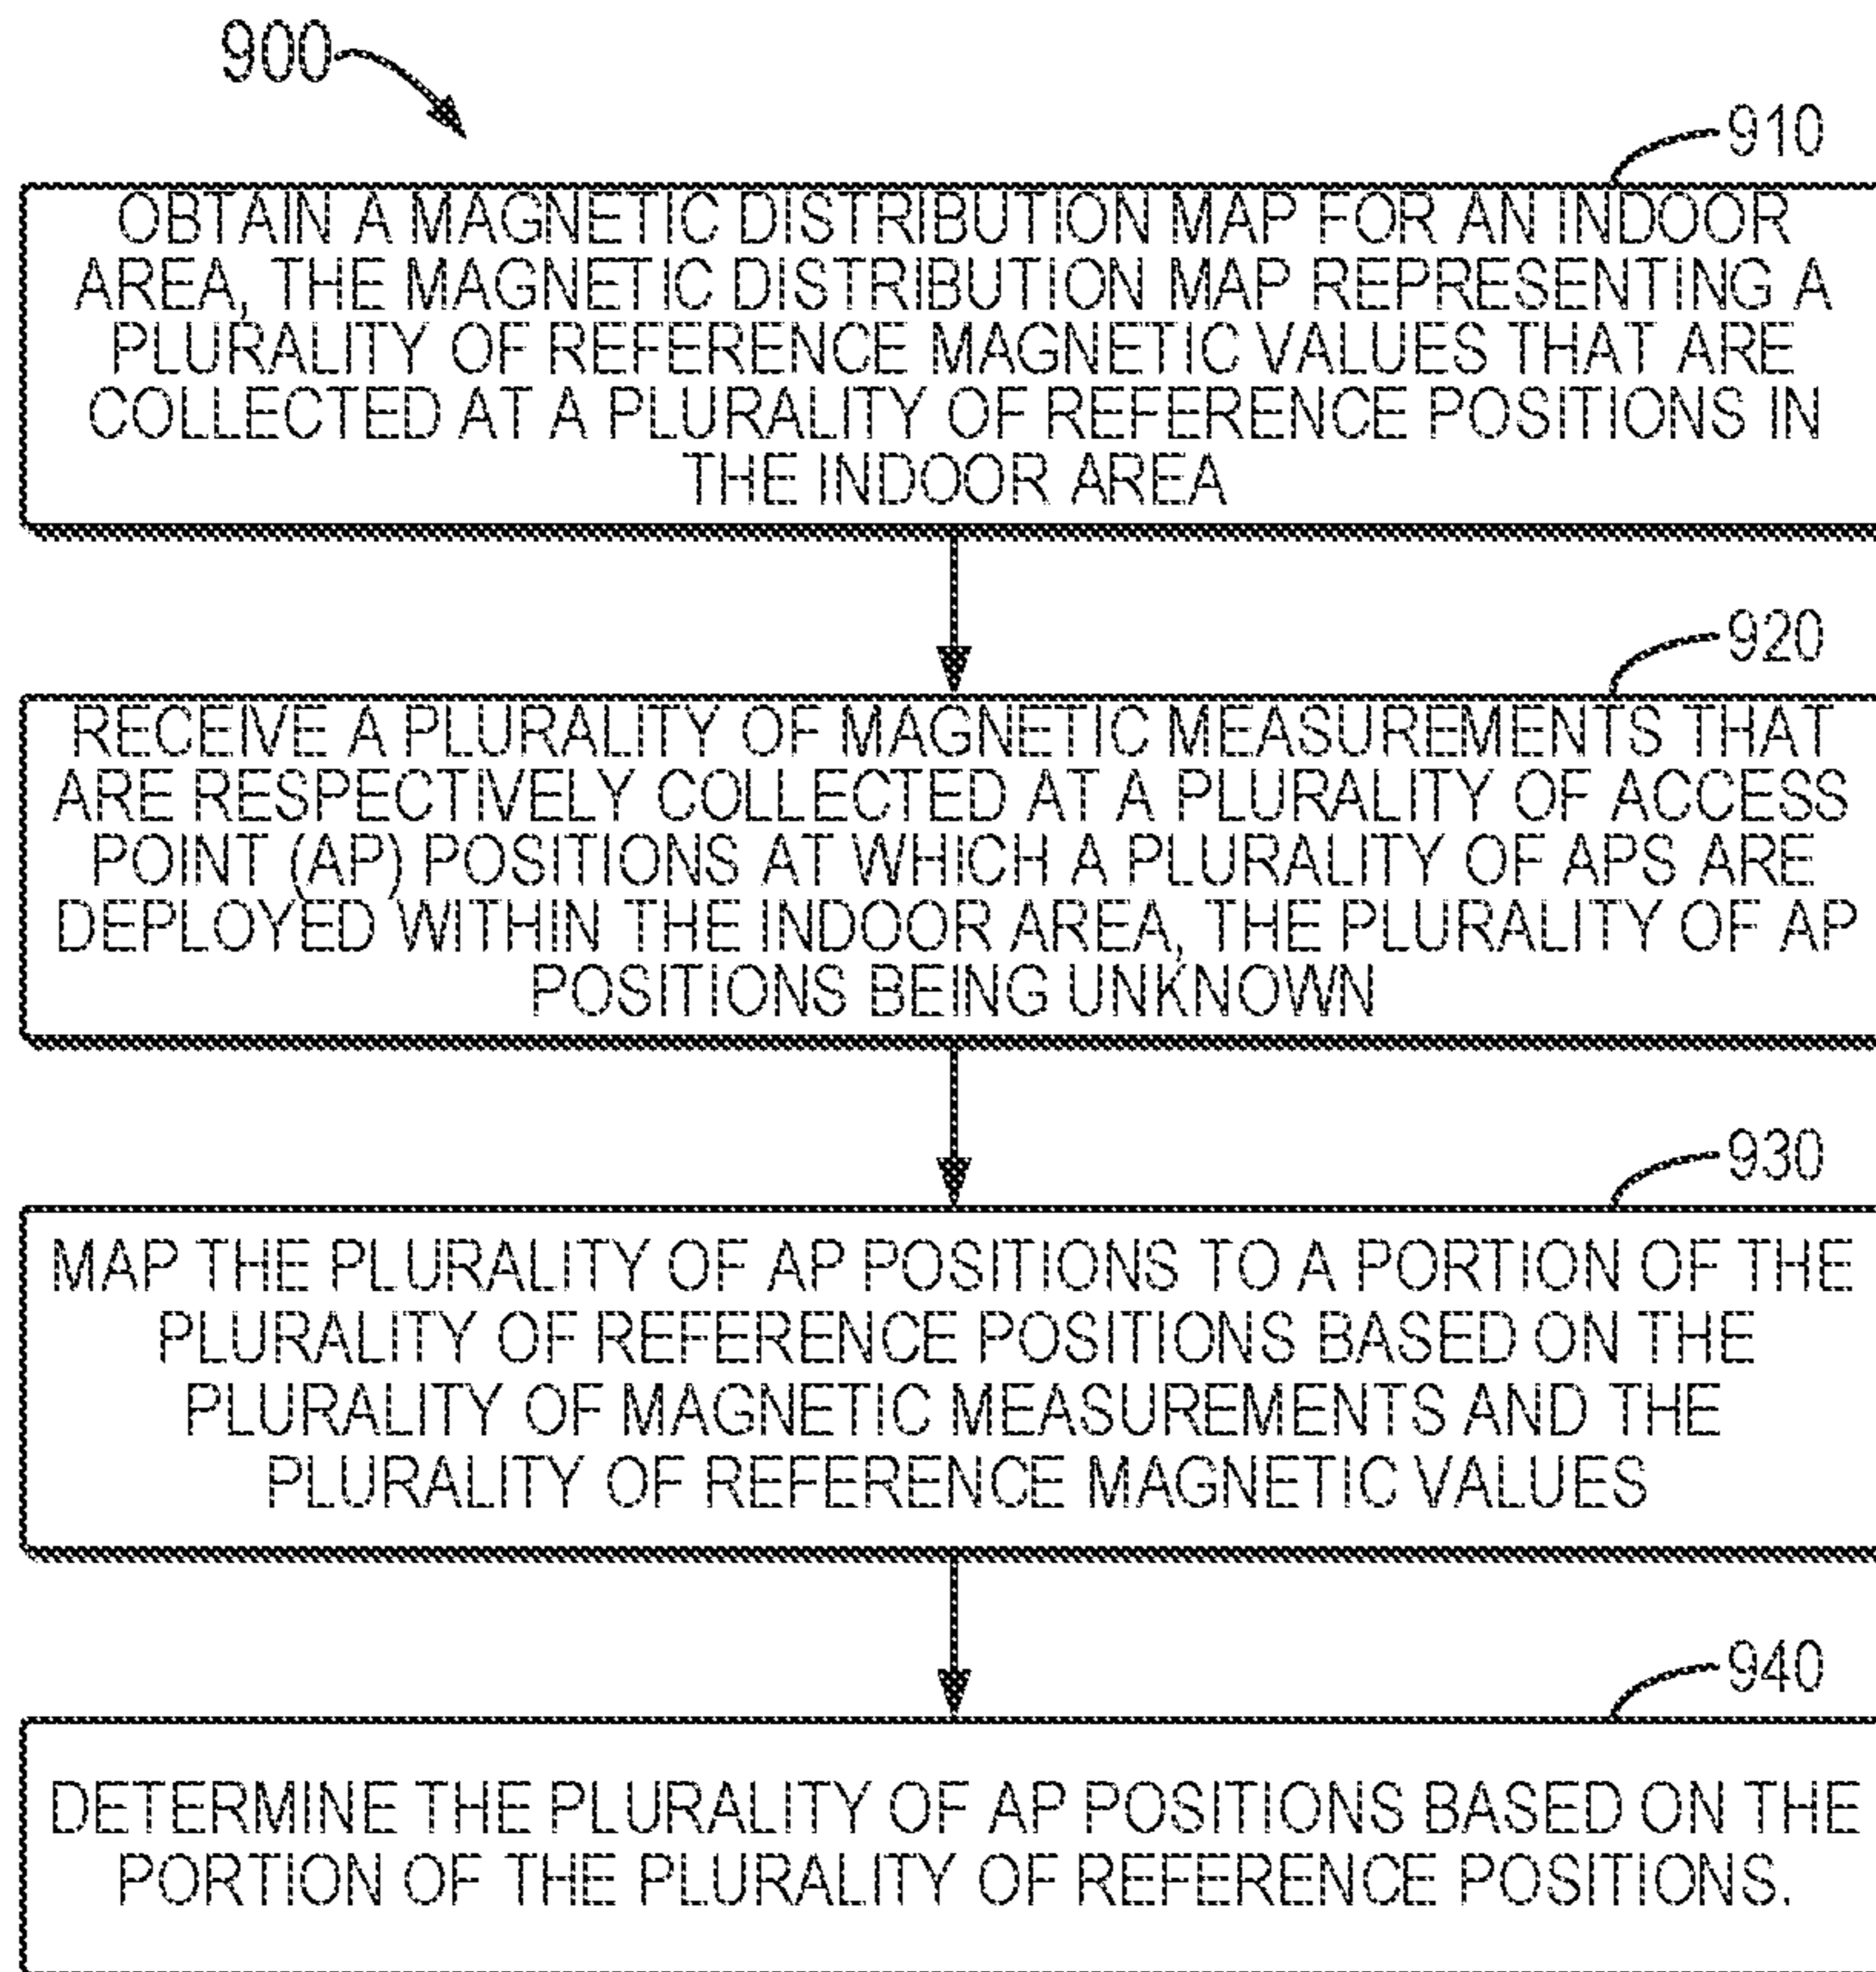 900
910
OBTAIN A MAGNETIC DISTRIBUTION MAP FOR AN INDOOR
AREA, THE MAGNETIC DISTRIBUTION MAP REPRESENTING A
PLURALITY OF REFERENCE MAGNETIC VALUES THAT ARE
COLLECTED AT A PLURALITY OF REFERENCE POSITIONS IN
THE INDOOR AREA
920
RECEIVE A PLURALITY OF MAGNETIC MEASUREMENTS THAT
ARE RESPECTIVELY COLLECTED AT A PLURALITY OF ACCESS
POINT (AP) POSITIONS AT WHICH A PLURALITY OF APS ARE
DEPLOYED WITHIN THE INDOOR AREA, THE PLURALITY OF AP
POSITIONS BEING UNKNOWN
930
MAP THE PLURALITY OF AP POSITIONS TO A PORTION OF THE
PLURALITY OF REFERENCE POSITIONS BASED ON THE
PLURALITY OF MAGNETIC MEASUREMENTS AND THE
PLURALITY OF REFERENCE MAGNETIC VALUES
940
DETERMINE THE PLURALITY OF AP POSITIONS BASED ON THE
PORTION OF THE PLURALITY OF REFERENCE POSITIONS.